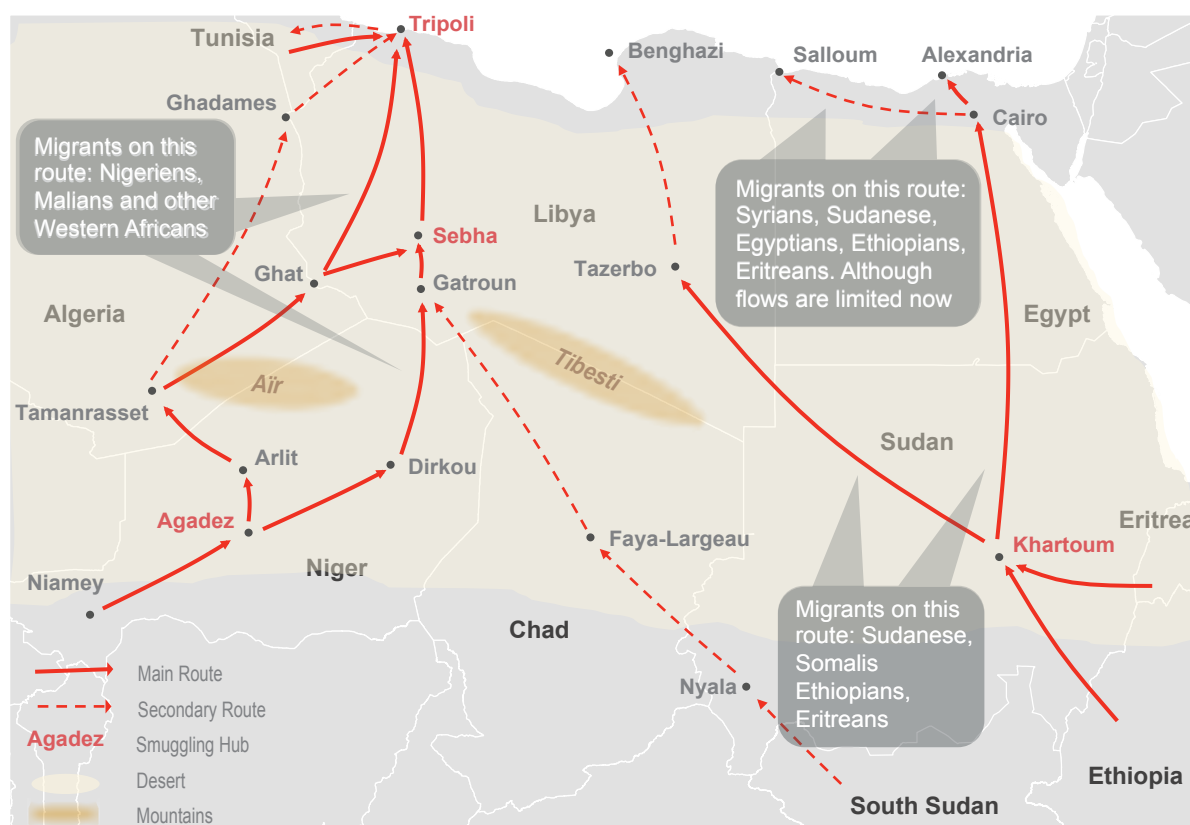 Tripoli
Tunisia
Benghazi
Salloum
Alexandria
Ghadames
Cairo
Migrants on this
route: Nigeriens,
Malians and other
Western Africans
Migrants on this route:
Syrians, Sudanese,
Egyptians, Ethiopians,
Eritreans. Although
flows are limited now
Libya
Sebha
Ghat
Gatroun
Tazerbo
Algeria
Egypt
Aïr
Tibesti
Tamanrasset
Sudan
Arlit
Dirkou
Agadez
Eritrea
Faya-Largeau
Khartoum
Niger
Niamey
Chad
Migrants on this
route: Sudanese,
Somalis
Ethiopians,
Eritreans
Nyala
Main Route
Secondary Route
Agadez
Smuggling Hub
Desert
Mountains
Ethiopia
South Sudan